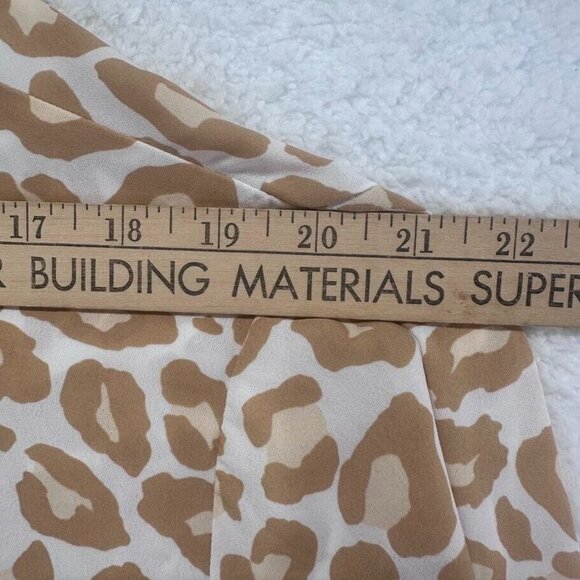 17 18 19 20 21 22
R BUILDING MATERIALS SUPER